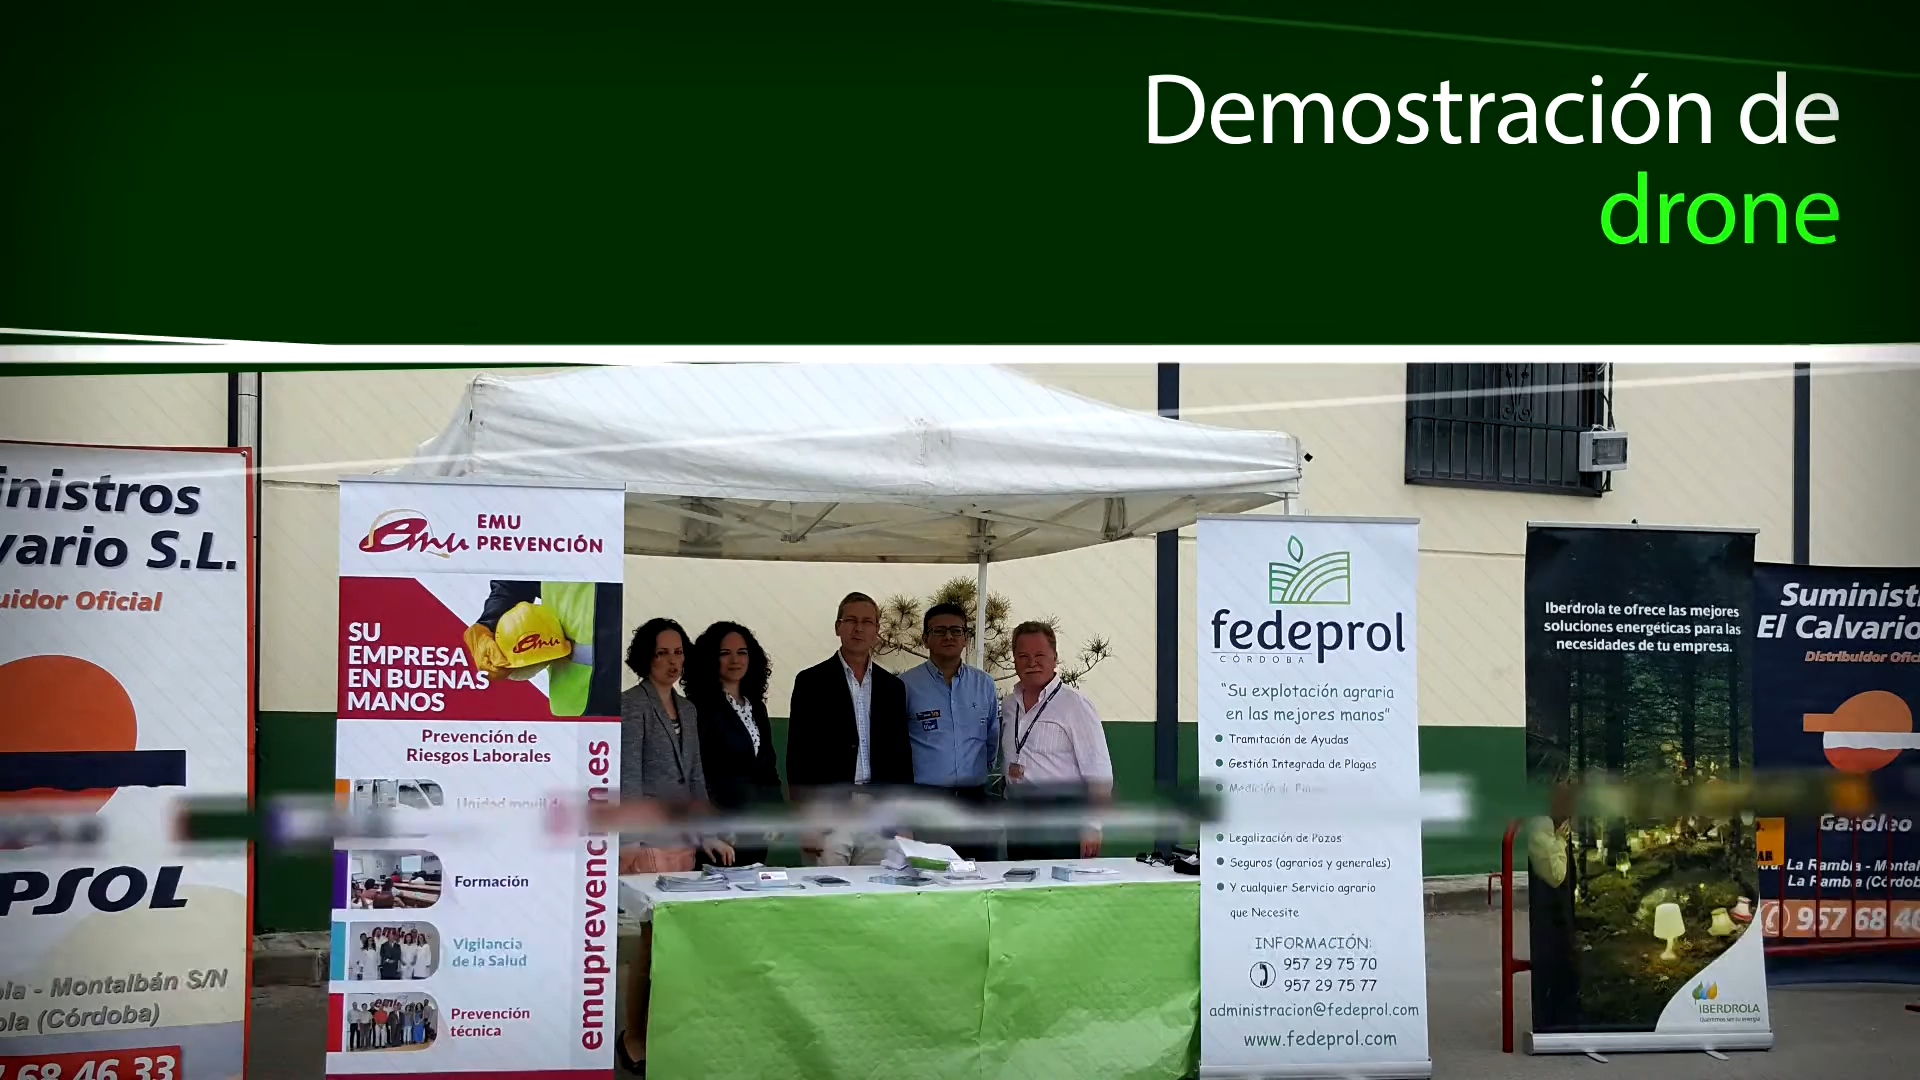 Demostración de
drone
inistros
vario S.L.
uidor Oficial
PSOL
la - Montalbán S/N
bla (Córdoba)
68 46 33
emu
EMU
PREVENCIÓN
SU
EMPRESA
EN BUENAS
MANOS
emu
Prevención de
Riesgos Laborales
Formación
Vigilancia
de la Salud
Prevención
técnica
fedeprol
CÓRDOBA
"Su explotación agraria
en las mejores manos"
Tramitación de Ayudas
Gestión Integrada de Plagas
Legalización de Pozos
Seguros (agrarios y generales)
Y cualquier Servicio agrario
que Necesite
INFORMACIÓN:
957 29 75 70
957 29 75 77
administracion@fedeprol.com
www.fedeprol.com
Iberdrola te ofrece las mejores
soluciones energéticas para las
necesidades de tu empresa.
IBERDROLA
Suminist
El Calvario
Distribuidor Ofic
Gasóleo
La Rambla - Montal
La Rambla (Córdob
957 68 46